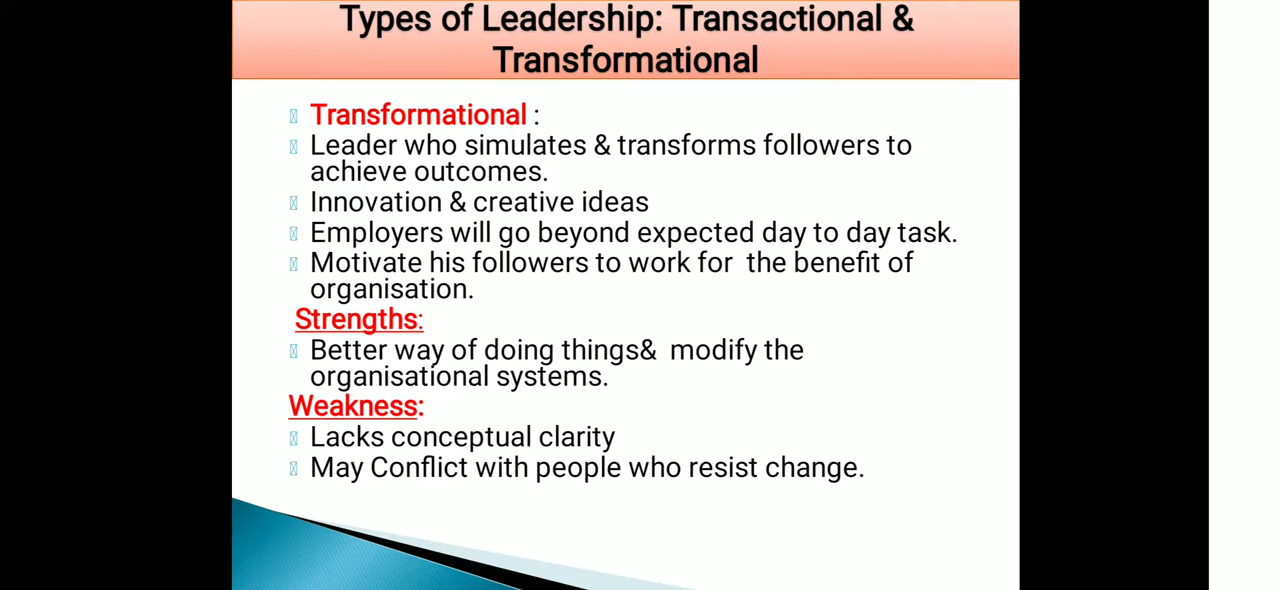 Types of Leadership: Transactional &
Transformational
Transformational :
Leader who simulates & transforms followers to
achieve outcomes.
Innovation & creative ideas
Employers will go beyond expected day to day task.
Motivate his followers to work for  the benefit of
organisation.
Strengths:
Better way of doing things&  modify the
organisational systems.
Weakness:
Lacks conceptual clarity
May Conflict with people who resist change.